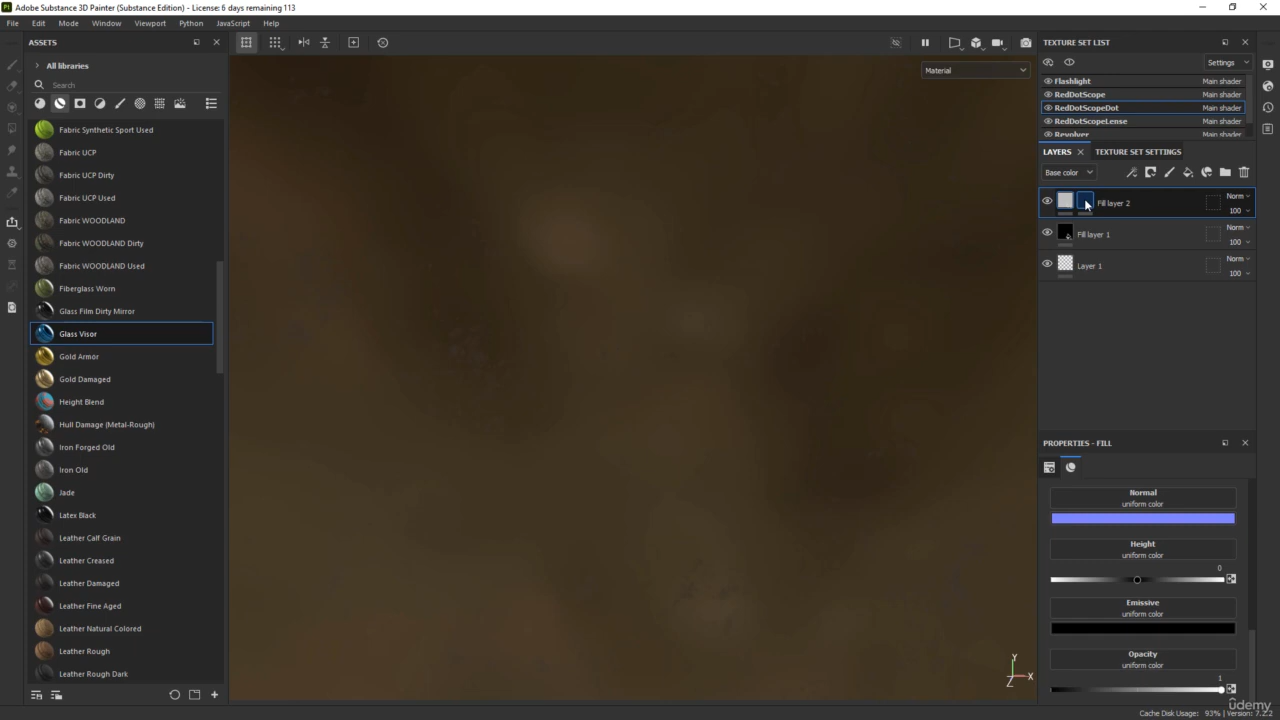 Adobe Substance 3D Painter (Substance Edition) - License: 6 days remaining 113
File Edit Mode Window Viewport Python JavaScript Help
ASSETS
All libraries
Search
Fabric Synthetic Sport Used
Fabric UCP
Fabric UCP Dirty
Fabric UCP Used
Fabric WOODLAND
Fabric WOODLAND Dirty
Fabric WOODLAND Used
Fiberglass Worn
Glass Film Dirty Mirror
Glass Visor
Gold Armor
Gold Damaged
Height Blend
Hull Damage (Metal-Rough)
Iron Forged Old
Iron Old
Jade
Latex Black
Leather Calf Grain
Leather Creased
Leather Damaged
Leather Fine Aged
Leather Natural Colored
Leather Rough
Leather Rough Dark
Material
Y
X
Z
TEXTURE SET LIST
Settings
Flashlight Main shader
RedDotScope Main shader
RedDotScopeDot Main shader
RedDotScopeLense Main shader
Revolver Main shader
LAYERS TEXTURE SET SETTINGS
Base color
Fill layer 2 Norm 100
Fill layer 1 Norm 100
Layer 1 Norm 100
PROPERTIES - FILL
Normal
uniform color
Height
uniform color
0
Emissive
uniform color
Opacity
uniform color
1
udemy
Cache Disk Usage: 93% | Version: 7.2.2